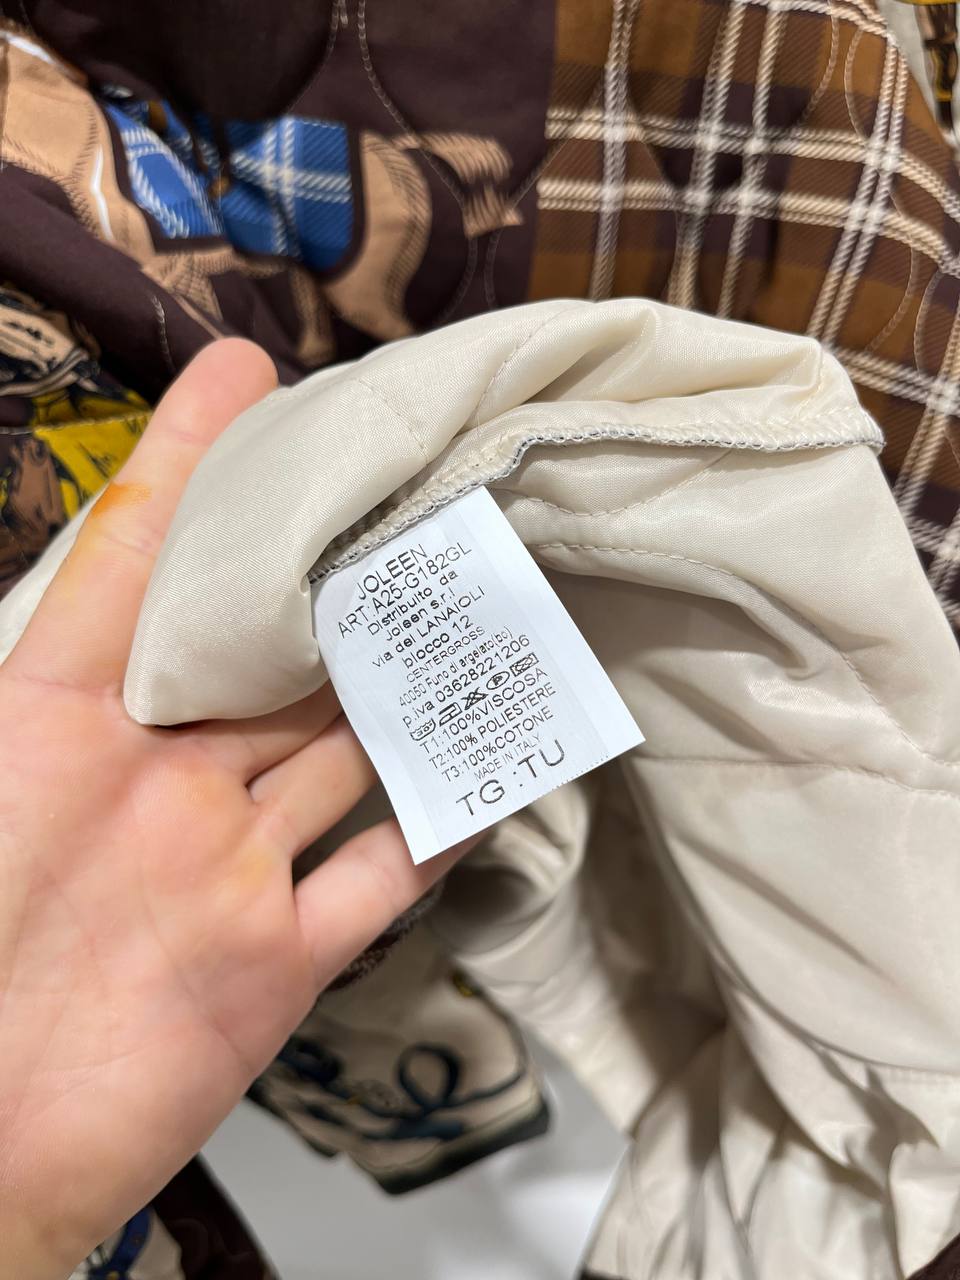 JOLEEN
ART:A25-G182GL
Distribuito da
Joleen s.r.l
via dei LANAIOLI
blocco 12
CENTERGROSS
40050 Funo di argelato(bo)
p.iva 03628221206
T1:100%VISCOSA
T2:100% POLIESTERE
T3:100%COTONE
MADE IN ITALY
TG :TU